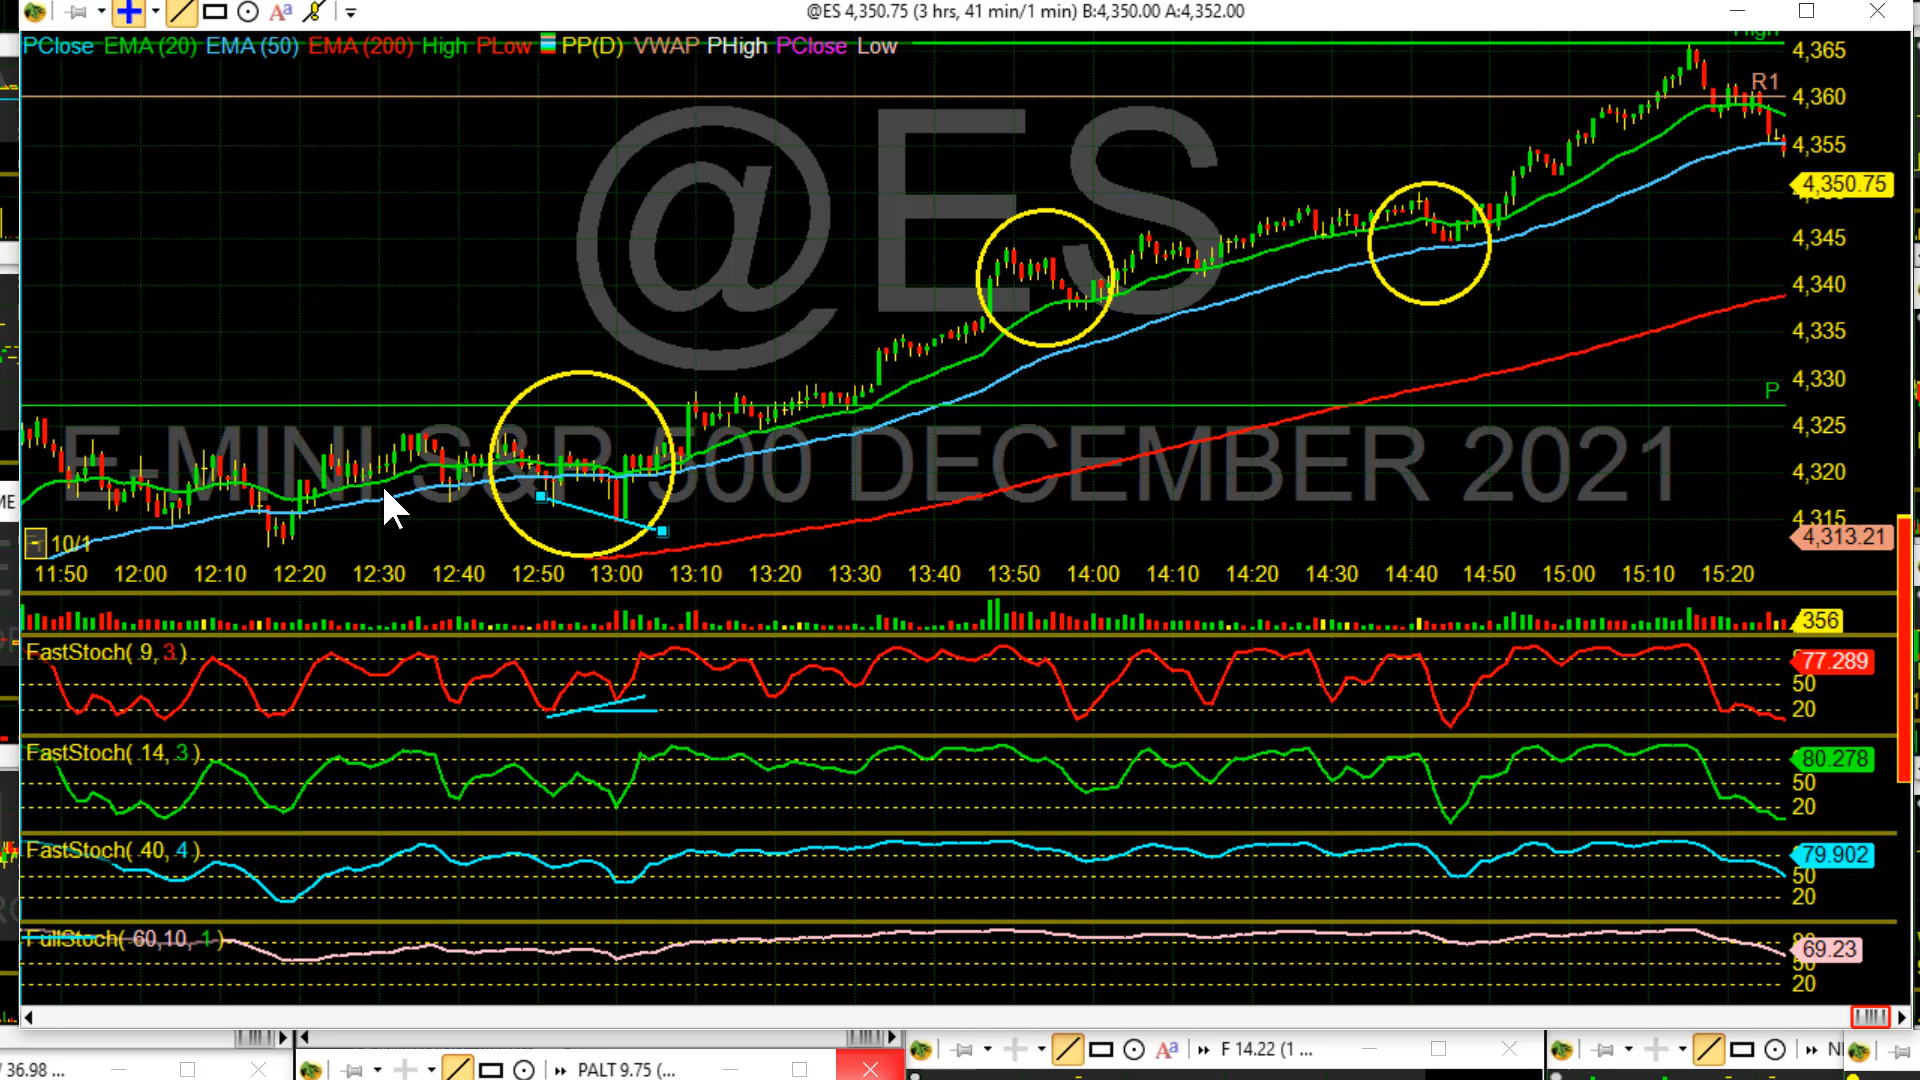 @ES 4,350.75 (3 hrs, 41 min/1 min) B:4,350.00 A:4,352.00
PClose EMA (20) EMA (50) EMA (200) High PLow PP(D) VWAP PHigh PClose Low
High
4,365
R1
4,360
4,355
4,350.75
4,345
4,340
4,335
4,330
P
4,325
4,320
4,315
4,313.21
@ES
E-MINI S&P 500 DECEMBER 2021
10/1
11:50 12:00 12:10 12:20 12:30 12:40 12:50 13:00 13:10 13:20 13:30 13:40 13:50 14:00 14:10 14:20 14:30 14:40 14:50 15:00 15:10 15:20
356
FastStoch( 9, 3 )
77.289
50
20
FastStoch( 14, 3 )
80.278
50
20
FastStoch( 40, 4 )
79.902
50
20
FullStoch( 60,10, 1 )
69.23
50
20
ME
F 14.22 (1 ...
36.98 ...
PALT 9.75 (...